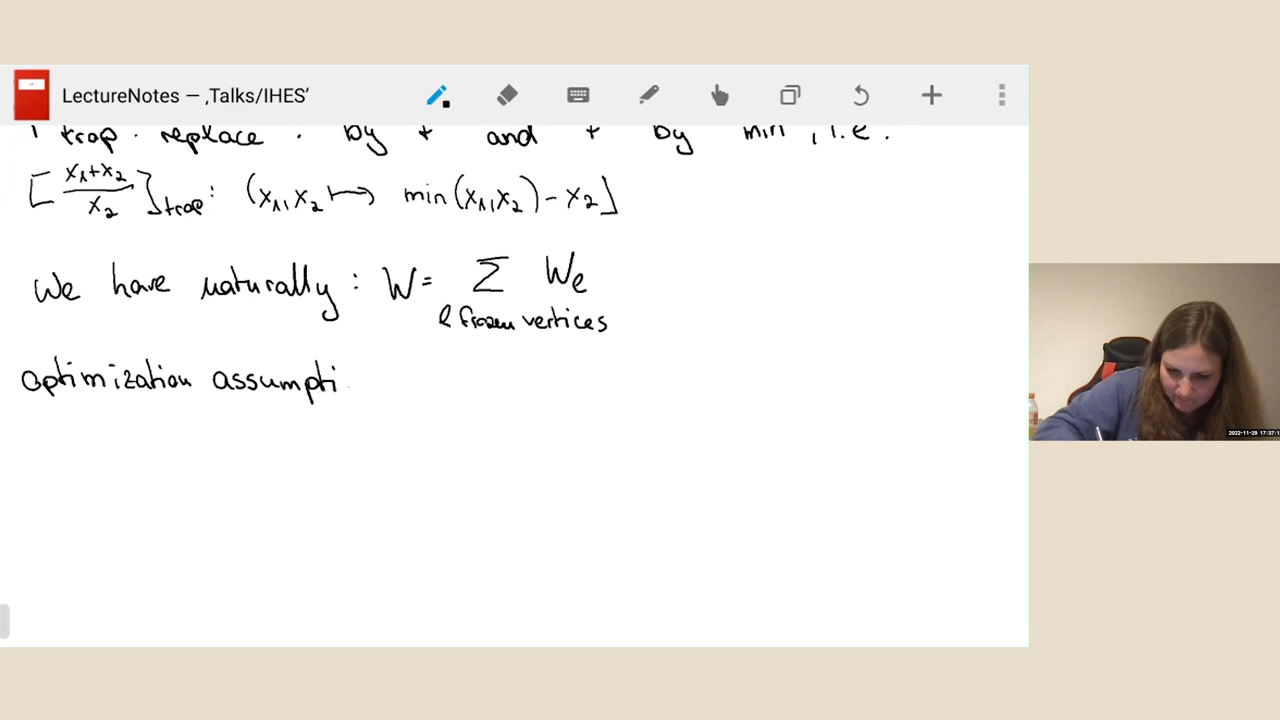 LectureNotes — ‚Talks/IHES’
trop. replace · by + and + by min, i.e.
[x₁+x₂ / x₂]trop: (x₁,x₂ ↦ min(x₁,x₂) - x₂]
We have naturally: W = Σ We
e frozen vertices
optimization assumpti